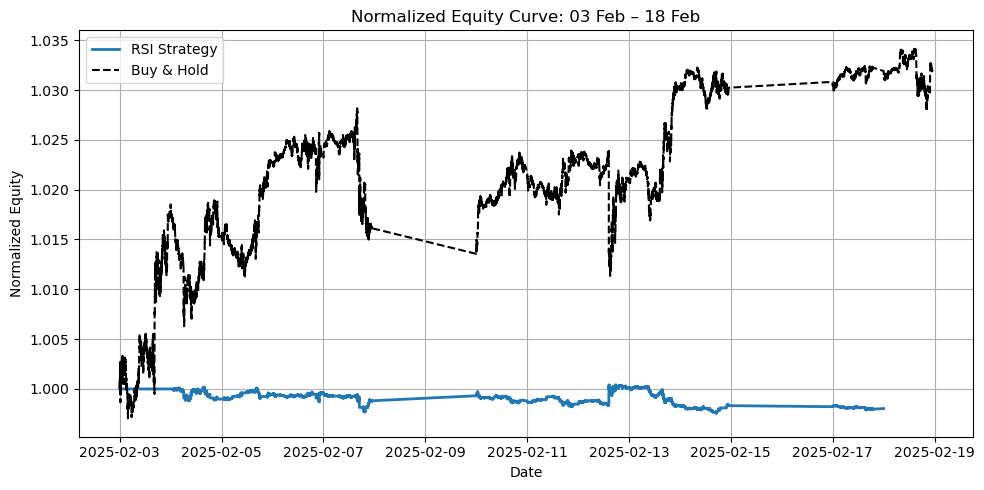 Normalized Equity Curve: 03 Feb – 18 Feb
RSI Strategy
Buy & Hold
Normalized Equity
1.035
1.030
1.025
1.020
1.015
1.010
1.005
1.000
2025-02-03 2025-02-05 2025-02-07 2025-02-09 2025-02-11 2025-02-13 2025-02-15 2025-02-17 2025-02-19
Date